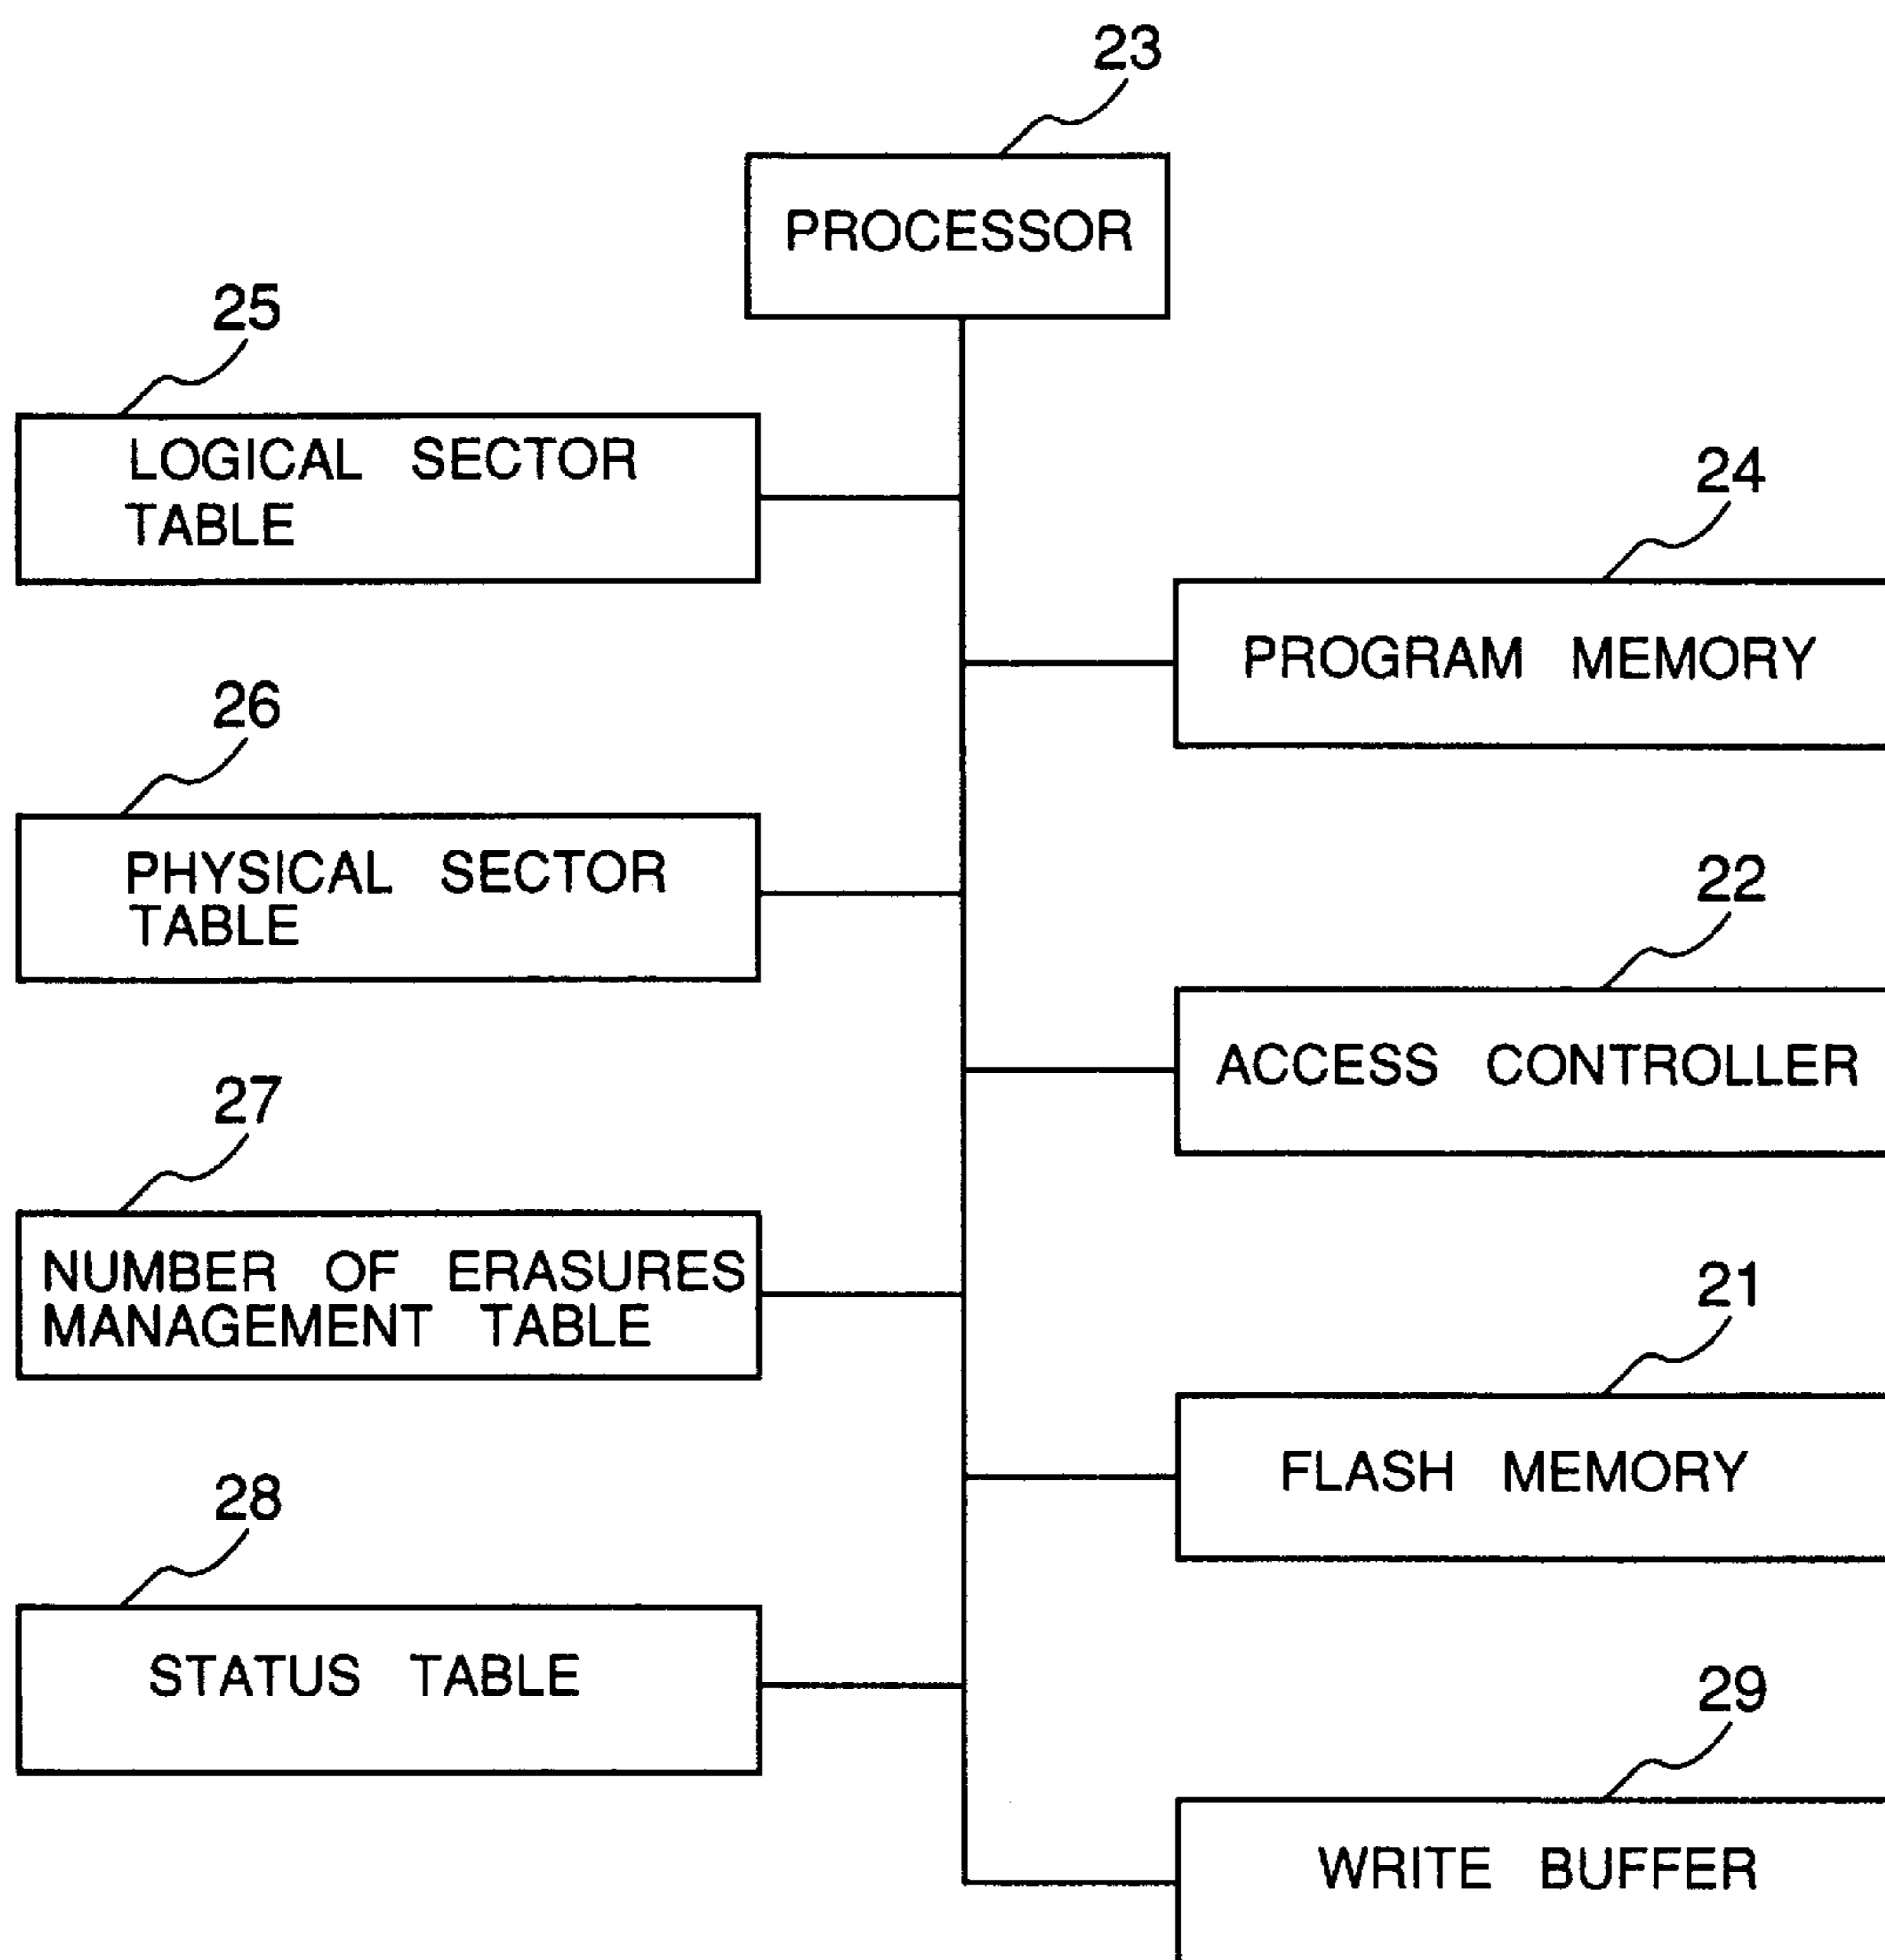 23
PROCESSOR
25
LOGICAL SECTOR
TABLE
24
PROGRAM MEMORY
26
PHYSICAL SECTOR
TABLE
22
ACCESS CONTROLLER
27
NUMBER OF ERASURES
MANAGEMENT TABLE
21
FLASH MEMORY
28
STATUS TABLE
29
WRITE BUFFER